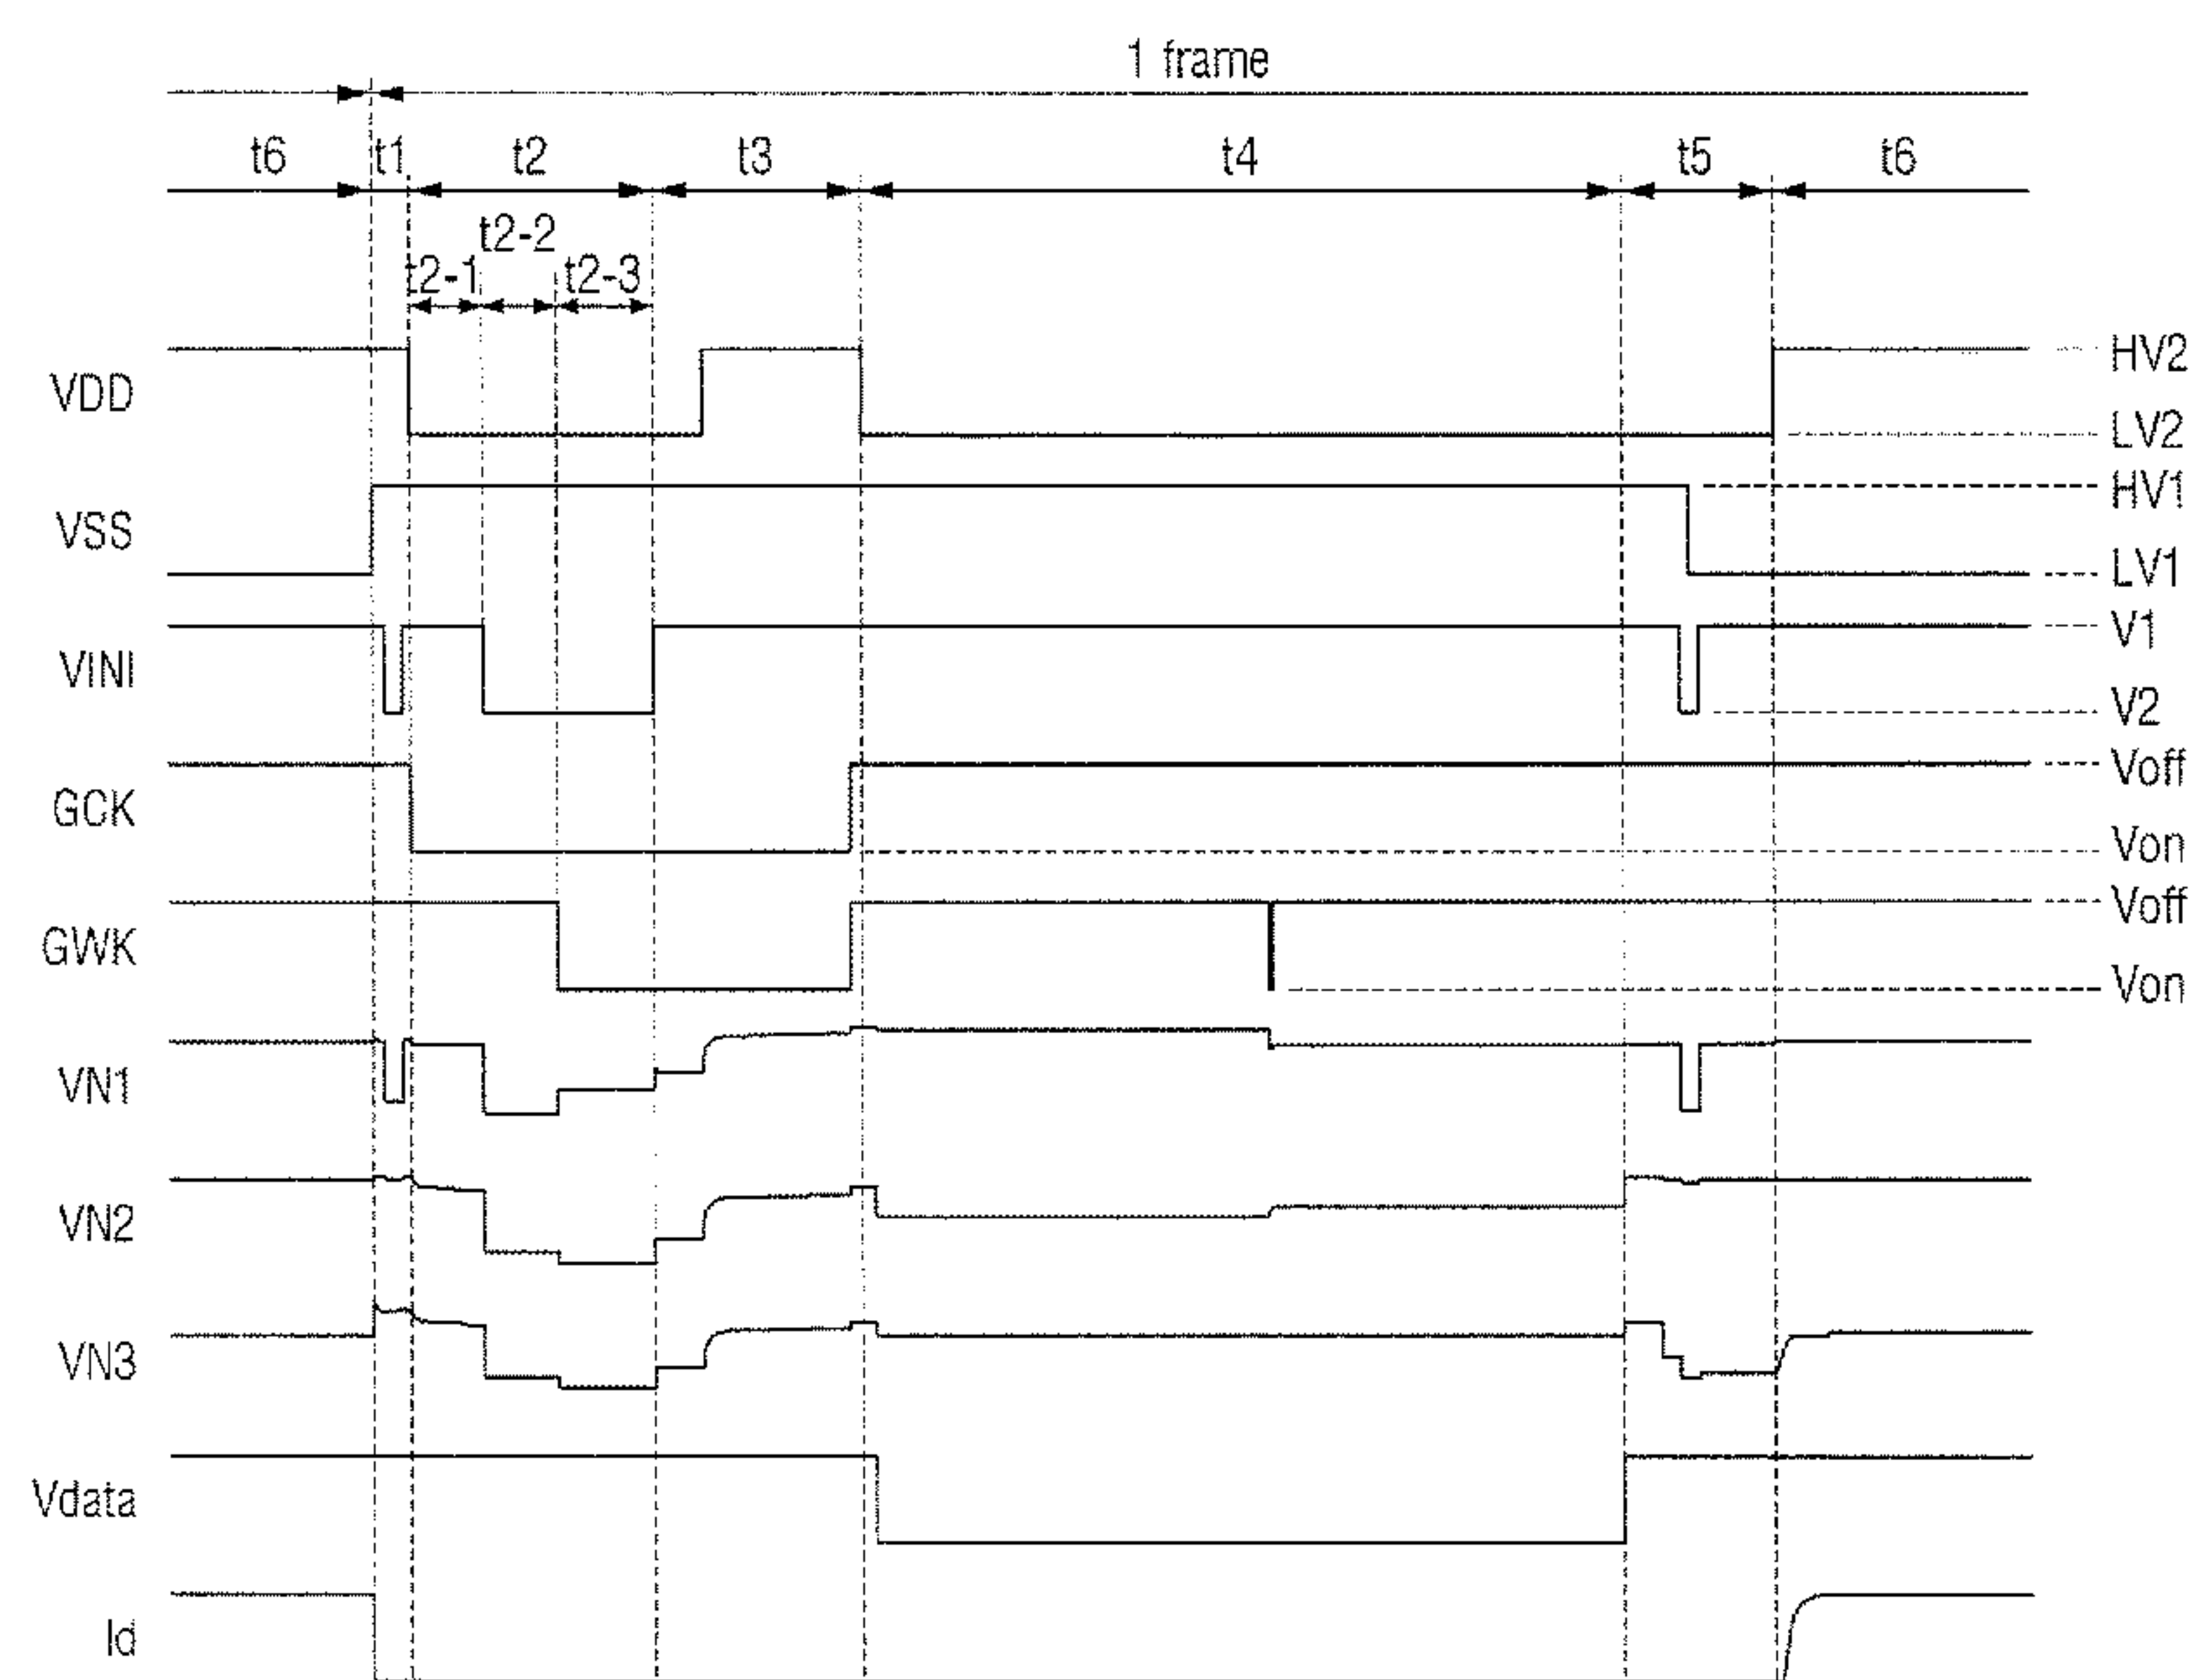 1 frame
t6 t1 t2 t3 t4 t5 t6
t2-2
t2-1 t2-3
VDD HV2
LV2
VSS HV1
LV1
VINI V1
V2
GCK Voff
Von
GWK Voff
Von
VN1
VN2
VN3
Vdata
Id